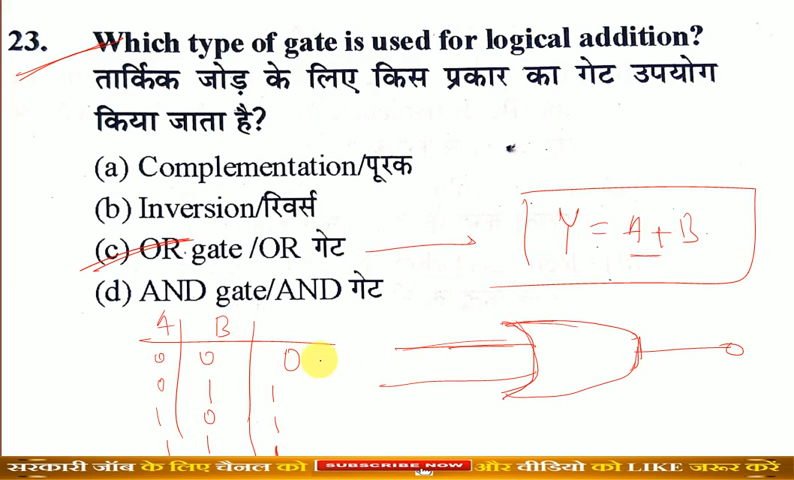 23. Which type of gate is used for logical addition?
तार्किक जोड़ के लिए किस प्रकार का गेट उपयोग
किया जाता है?
(a) Complementation/पूरक
(b) Inversion/रिवर्स
(c) OR gate /OR गेट
Y = A+B
(d) AND gate/AND गेट
A B
0 0 0
0 1 1
1 0 1
1 1 1
सरकारी जॉब के लिए चैनल को SUBSCRIBE NOW और वीडियो को LIKE जरूर करें